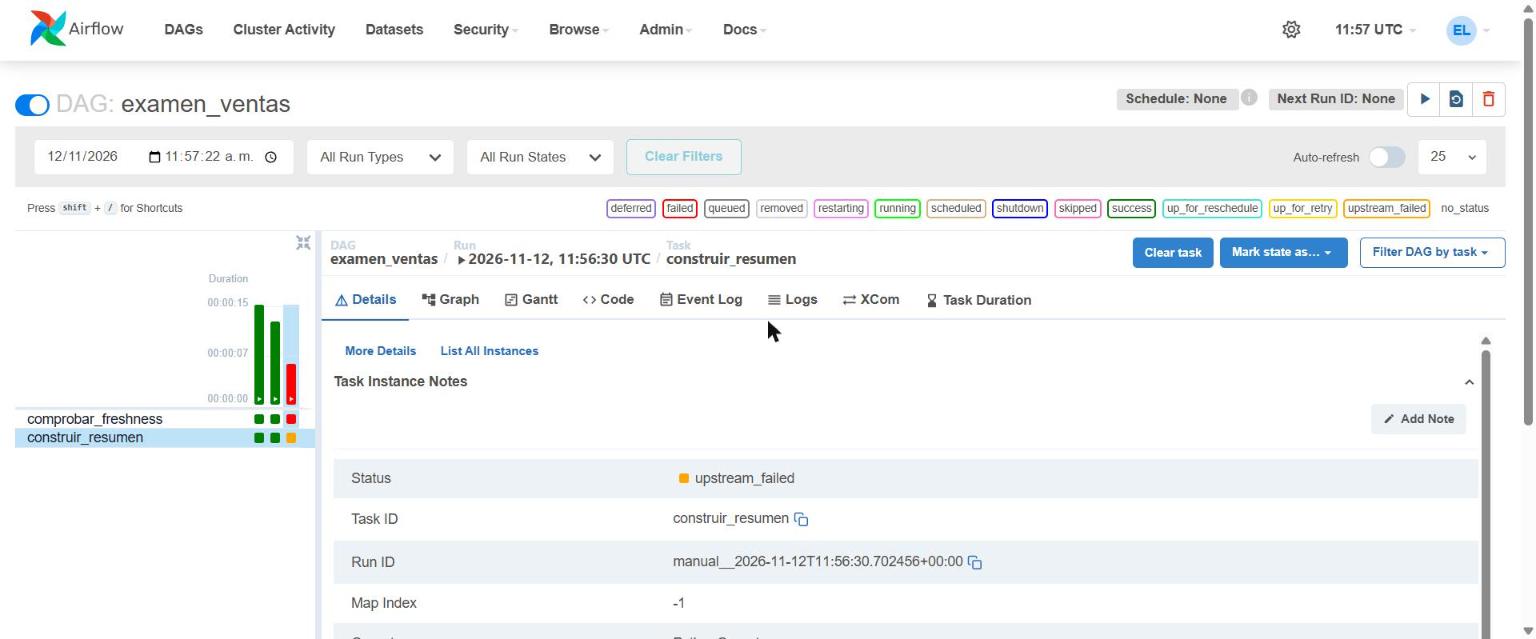 Airflow DAGs Cluster Activity Datasets Security Browse Admin Docs 11:57 UTC EL
DAG: examen_ventas Schedule: None i Next Run ID: None
12/11/2026 11:57:22 a. m. All Run Types All Run States Clear Filters Auto-refresh 25
Press shift + / for Shortcuts deferred failed queued removed restarting running scheduled shutdown skipped success up_for_reschedule up_for_retry upstream_failed no_status
DAG Run Task
examen_ventas / 2026-11-12, 11:56:30 UTC / construir_resumen Clear task Mark state as... Filter DAG by task
Duration
00:00:15
00:00:07
00:00:00
comprobar_freshness
construir_resumen
Details Graph Gantt Code Event Log Logs XCom Task Duration
More Details List All Instances
Task Instance Notes
Add Note
Status upstream_failed
Task ID construir_resumen
Run ID manual__2026-11-12T11:56:30.702456+00:00
Map Index -1